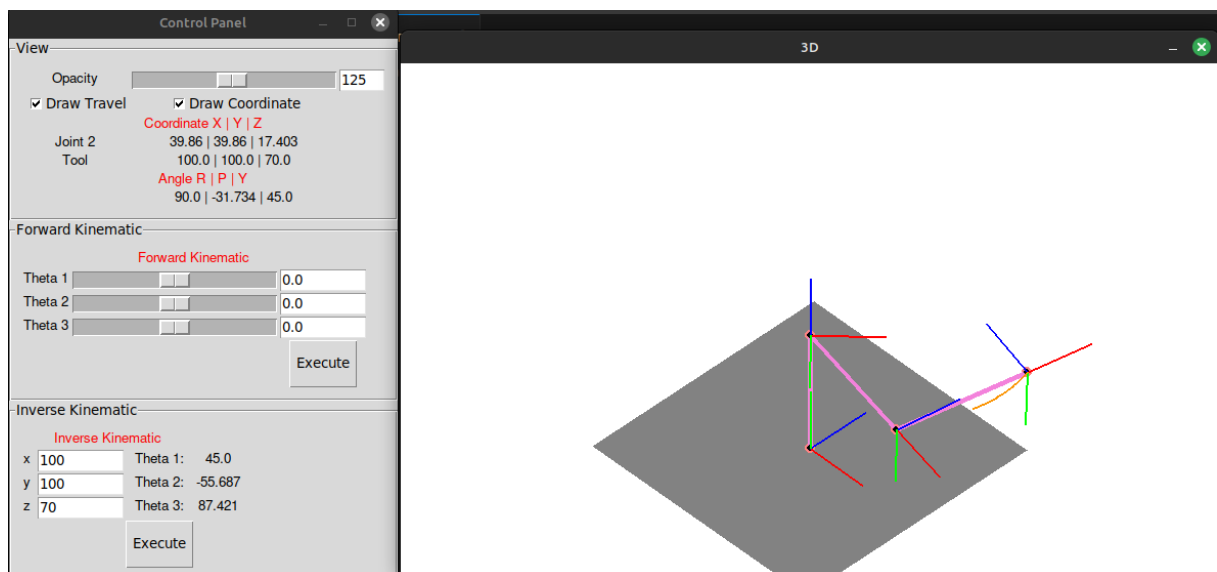 Control Panel
View
Opacity 125
Draw Travel Draw Coordinate
Coordinate X | Y | Z
Joint 2 39.86 | 39.86 | 17.403
Tool 100.0 | 100.0 | 70.0
Angle R | P | Y
90.0 | -31.734 | 45.0
Forward Kinematic
Forward Kinematic
Theta 1 0.0
Theta 2 0.0
Theta 3 0.0
Execute
Inverse Kinematic
Inverse Kinematic
x 100 Theta 1: 45.0
y 100 Theta 2: -55.687
z 70 Theta 3: 87.421
Execute
3D